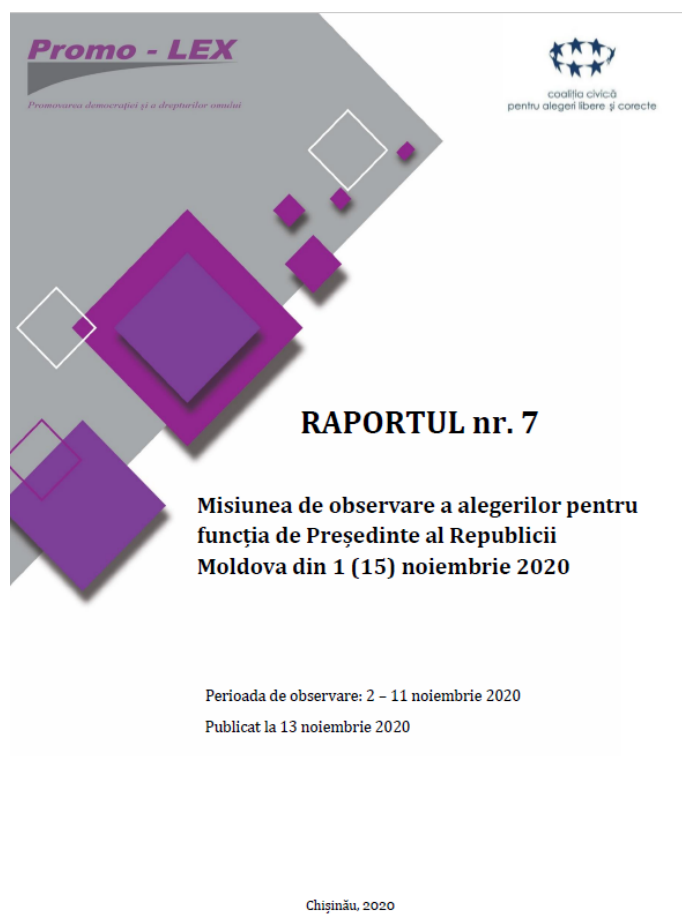 Promo - LEX
Promovarea democrației și a drepturilor omului
coaliția civică
pentru alegeri libere și corecte
RAPORTUL nr. 7
Misiunea de observare a alegerilor pentru
funcția de Președinte al Republicii
Moldova din 1 (15) noiembrie 2020
Perioada de observare: 2 – 11 noiembrie 2020
Publicat la 13 noiembrie 2020
Chișinău, 2020